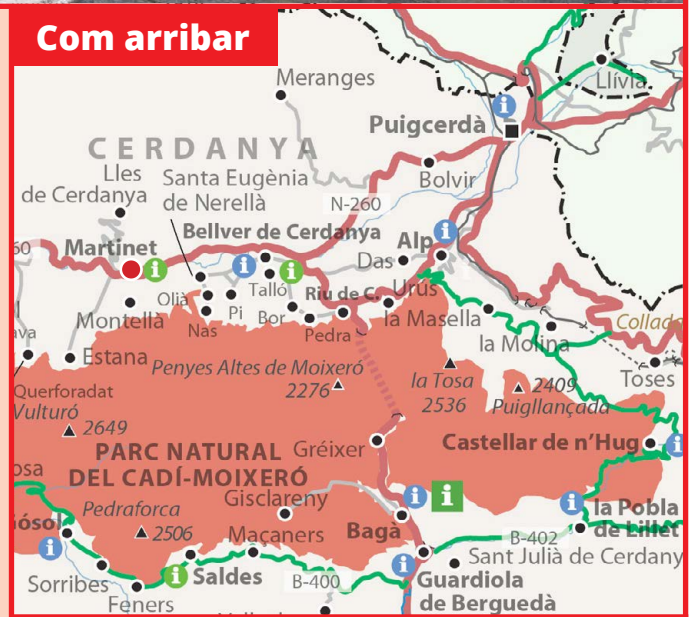 Com arribar
Meranges
Llívia
Puigcerdà
CERDANYA
Lles
de Cerdanya
Santa Eugènia
de Nerellà
Bolvir
N-260
Bellver de Cerdanya
60
Martinet
Alp
Das
Talló
Olià
Pi
Bor
Riu de C.
Urús
Montellà
Nas
Pedra
la Masella
Collado
la Molina
Estana
Penyes Altes de Moixeró
2276
la Tosa
2536
2409
Puigllançada
Toses
Querforadat
Vulturó
2649
PARC NATURAL
DEL CADÍ-MOIXERÓ
Gréixer
Castellar de n'Hug
Gisclareny
Pedraforca
2506
Gósol
Maçaners
Bagà
la Pobla
de Lillet
B-402
Sant Julià de Cerdany
Saldes
B-400
Sorribes
Feners
Guardiola
de Berguedà